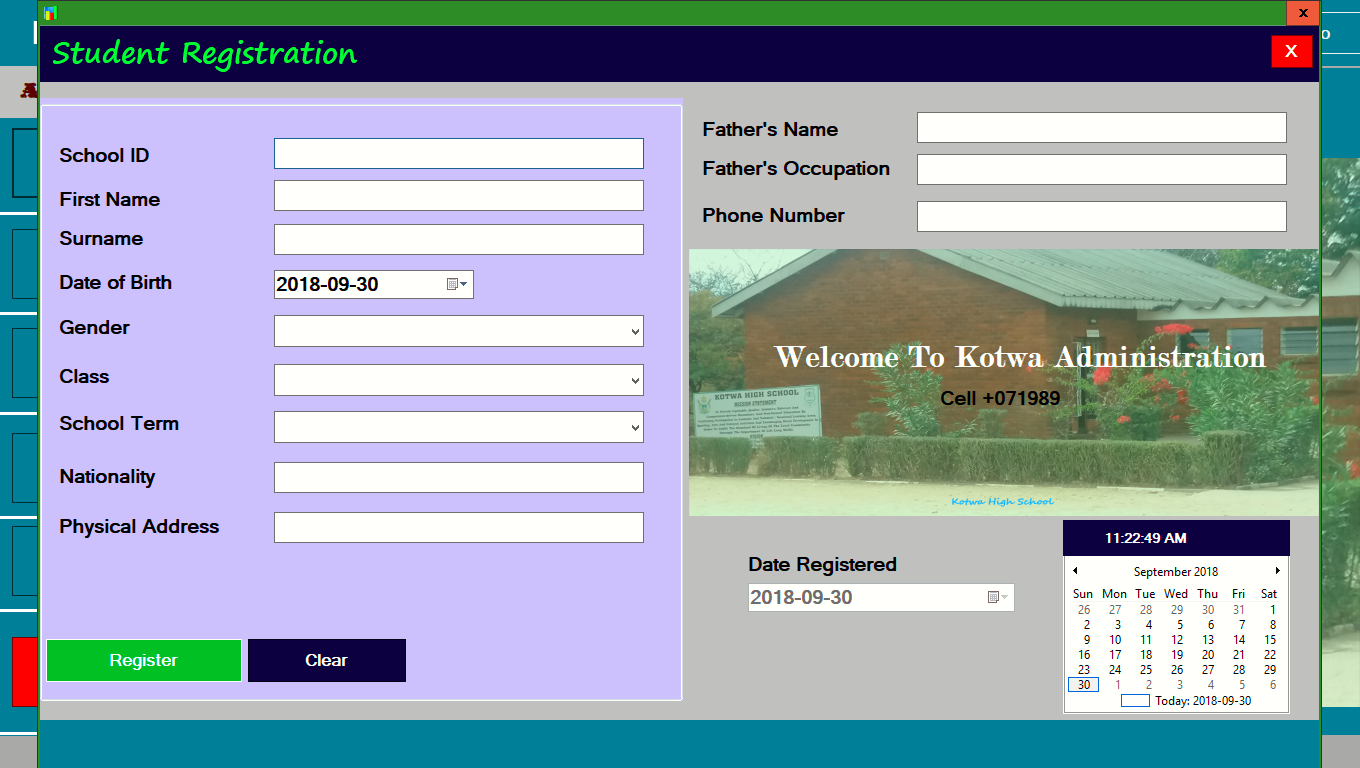 x
Student Registration
X
School ID
First Name
Surname
Date of Birth
2018-09-30
Gender
Class
School Term
Nationality
Physical Address
Register
Clear
Father's Name
Father's Occupation
Phone Number
Welcome To Kotwa Administration
Cell +071989
KOTWA HIGH SCHOOL
MISSION STATEMENT
Kotwa High School
Date Registered
2018-09-30
11:22:49 AM
September 2018
Sun Mon Tue Wed Thu Fri Sat
26 27 28 29 30 31 1
2 3 4 5 6 7 8
9 10 11 12 13 14 15
16 17 18 19 20 21 22
23 24 25 26 27 28 29
30 1 2 3 4 5 6
Today: 2018-09-30